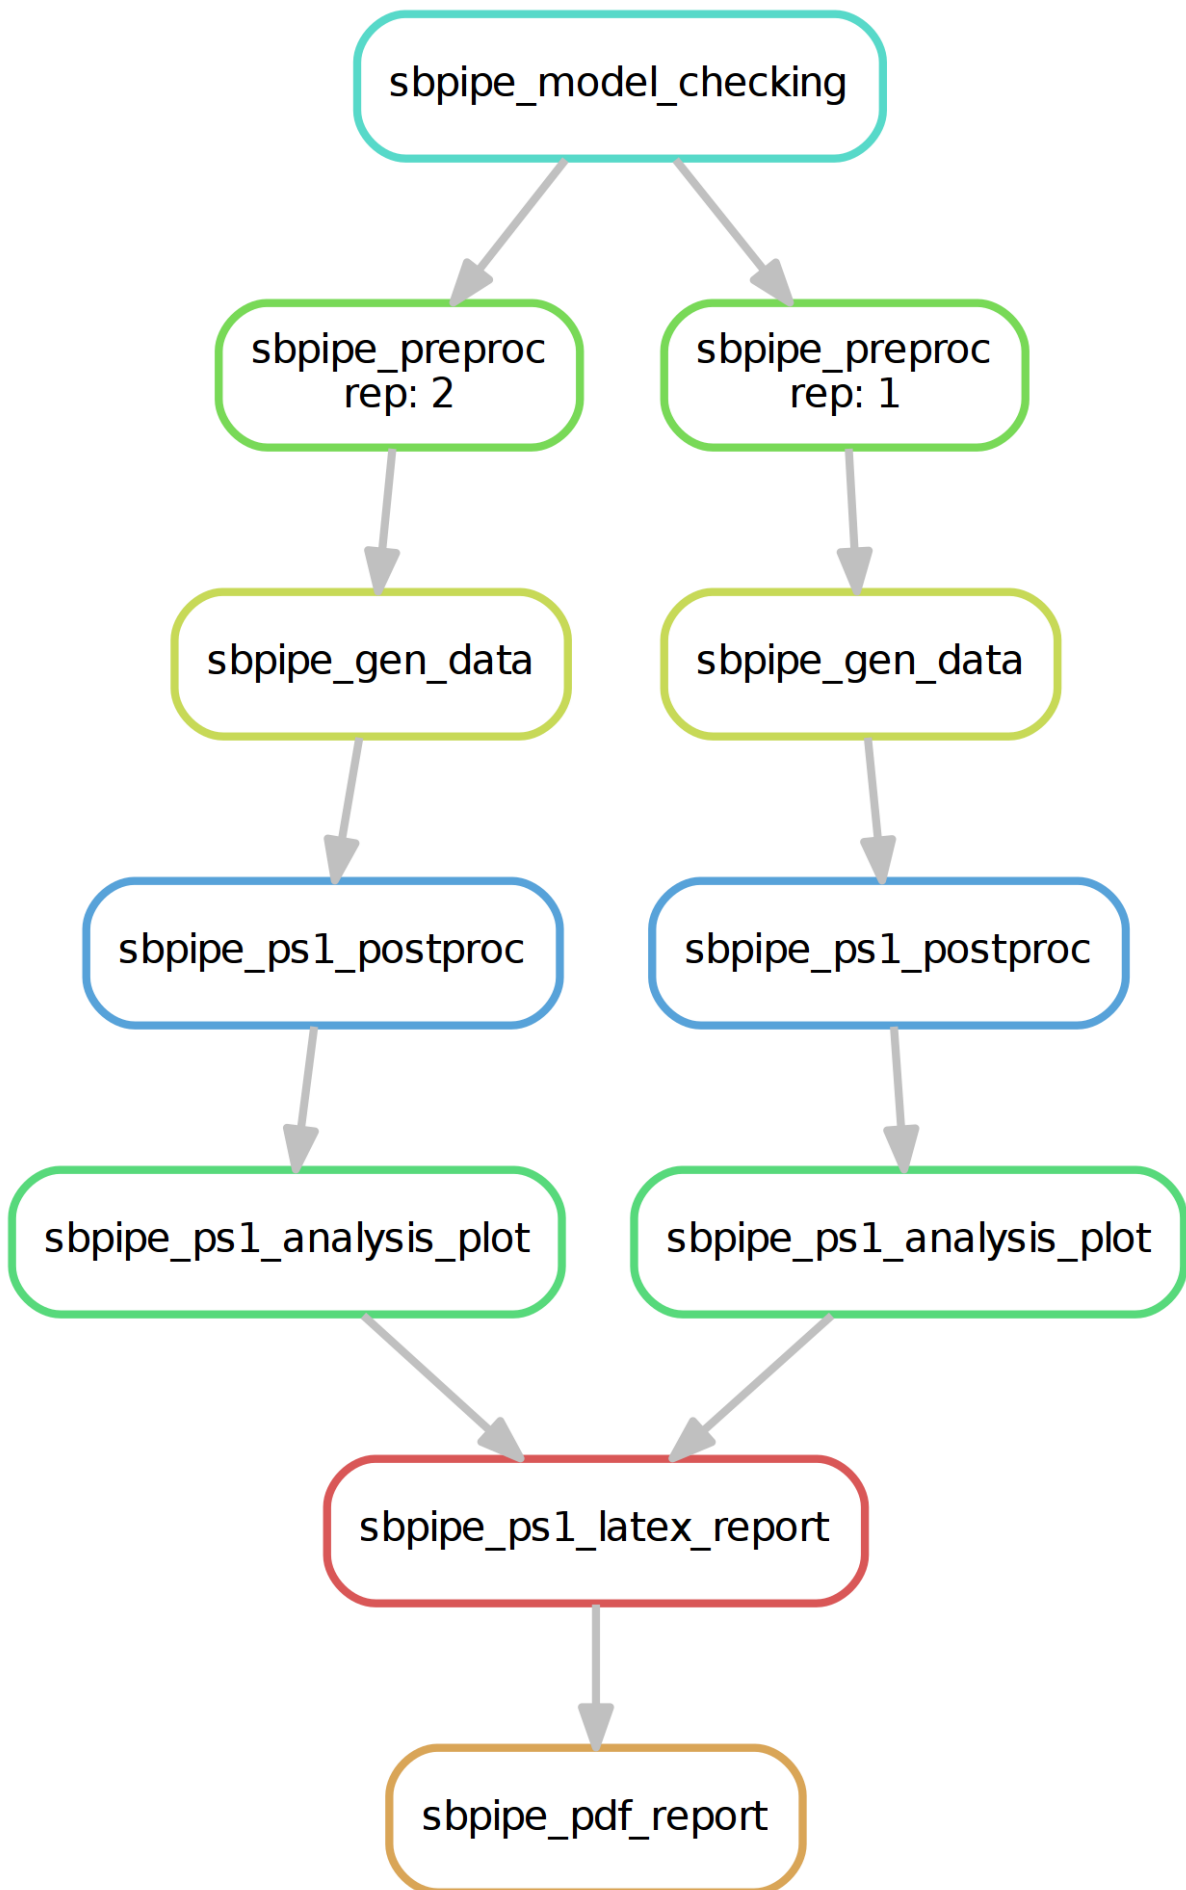 sbpipe_model_checking
sbpipe_preproc
rep: 2
sbpipe_preproc
rep: 1
sbpipe_gen_data
sbpipe_gen_data
sbpipe_ps1_postproc
sbpipe_ps1_postproc
sbpipe_ps1_analysis_plot
sbpipe_ps1_analysis_plot
sbpipe_ps1_latex_report
sbpipe_pdf_report